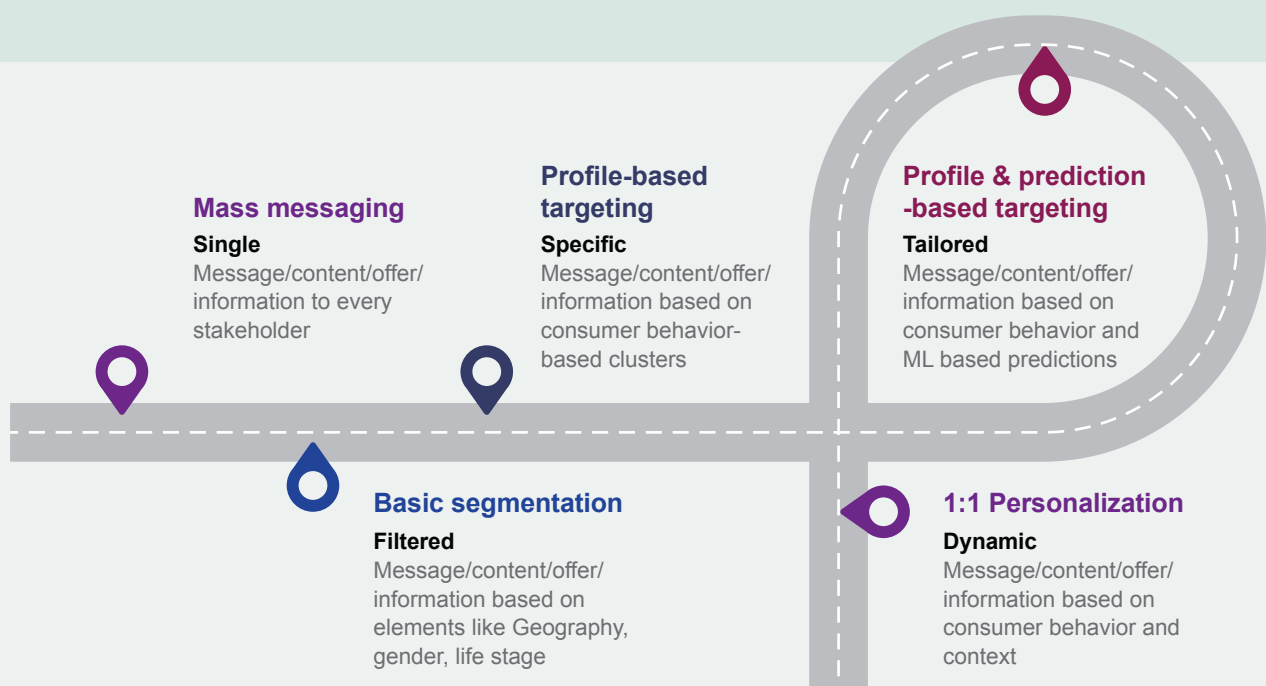 Mass messaging
Single
Message/content/offer/
information to every
stakeholder
Basic segmentation
Filtered
Message/content/offer/
information based on
elements like Geography,
gender, life stage
Profile-based
targeting
Specific
Message/content/offer/
information based on
consumer behavior-
based clusters
Profile & prediction
-based targeting
Tailored
Message/content/offer/
information based on
consumer behavior and
ML based predictions
1:1 Personalization
Dynamic
Message/content/offer/
information based on
consumer behavior and
context